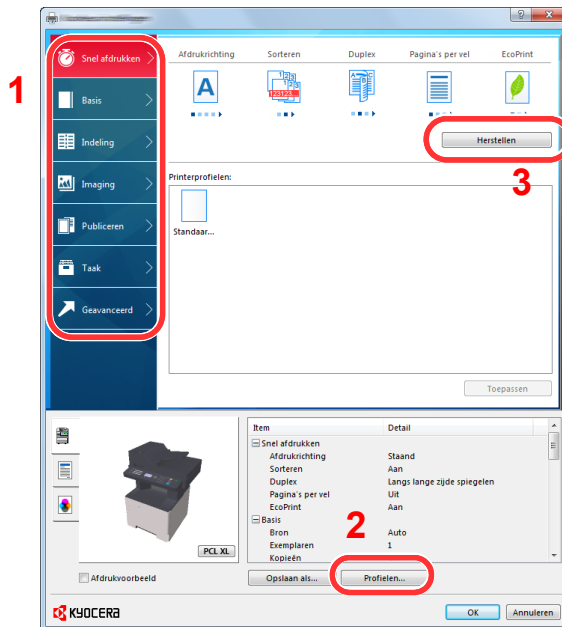 1
Snel afdrukken
Basis
Indeling
Imaging
Publiceren
Taak
Geavanceerd
Afdrukrichting Sorteren Duplex Pagina's per vel EcoPrint
A 123 123123 A B C
Herstellen
3
Printerprofielen:
Standaar...
Toepassen
PCL XL
Afdrukvoorbeeld
Item Detail
Snel afdrukken
Afdrukrichting Staand
Sorteren Aan
Duplex Langs lange zijde spiegelen
Pagina's per vel Uit
EcoPrint Aan
Basis
Bron Auto
Exemplaren 1
Kopieën
2
Opslaan als... Profielen...
KYOCERA
OK Annuleren